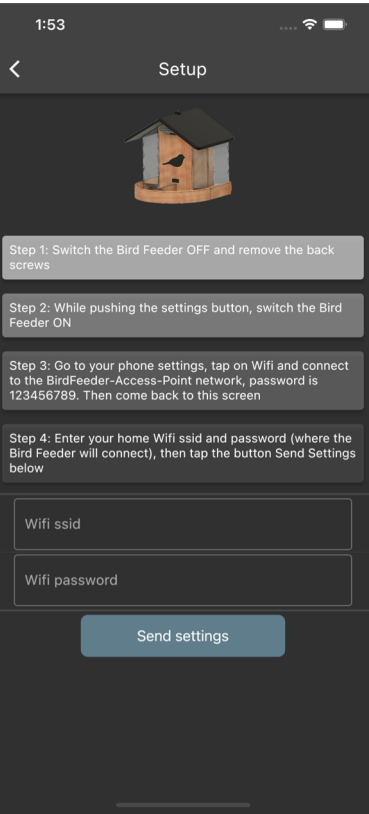 1:53
Setup
Step 1: Switch the Bird Feeder OFF and remove the back
screws
Step 2: While pushing the settings button, switch the Bird
Feeder ON
Step 3: Go to your phone settings, tap on Wifi and connect
to the BirdFeeder-Access-Point network, password is
123456789. Then come back to this screen
Step 4: Enter your home Wifi ssid and password (where the
Bird Feeder will connect), then tap the button Send Settings
below
Wifi ssid
Wifi password
Send settings